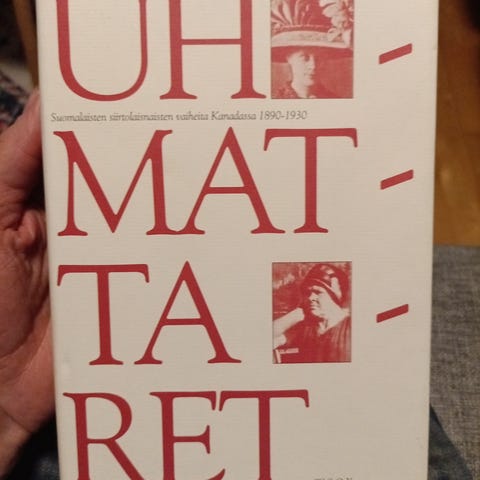 UH-
Suomalaisten siirtolaisnaisten vaiheita Kanadassa 1890-1930
MAT-
TA-
RET